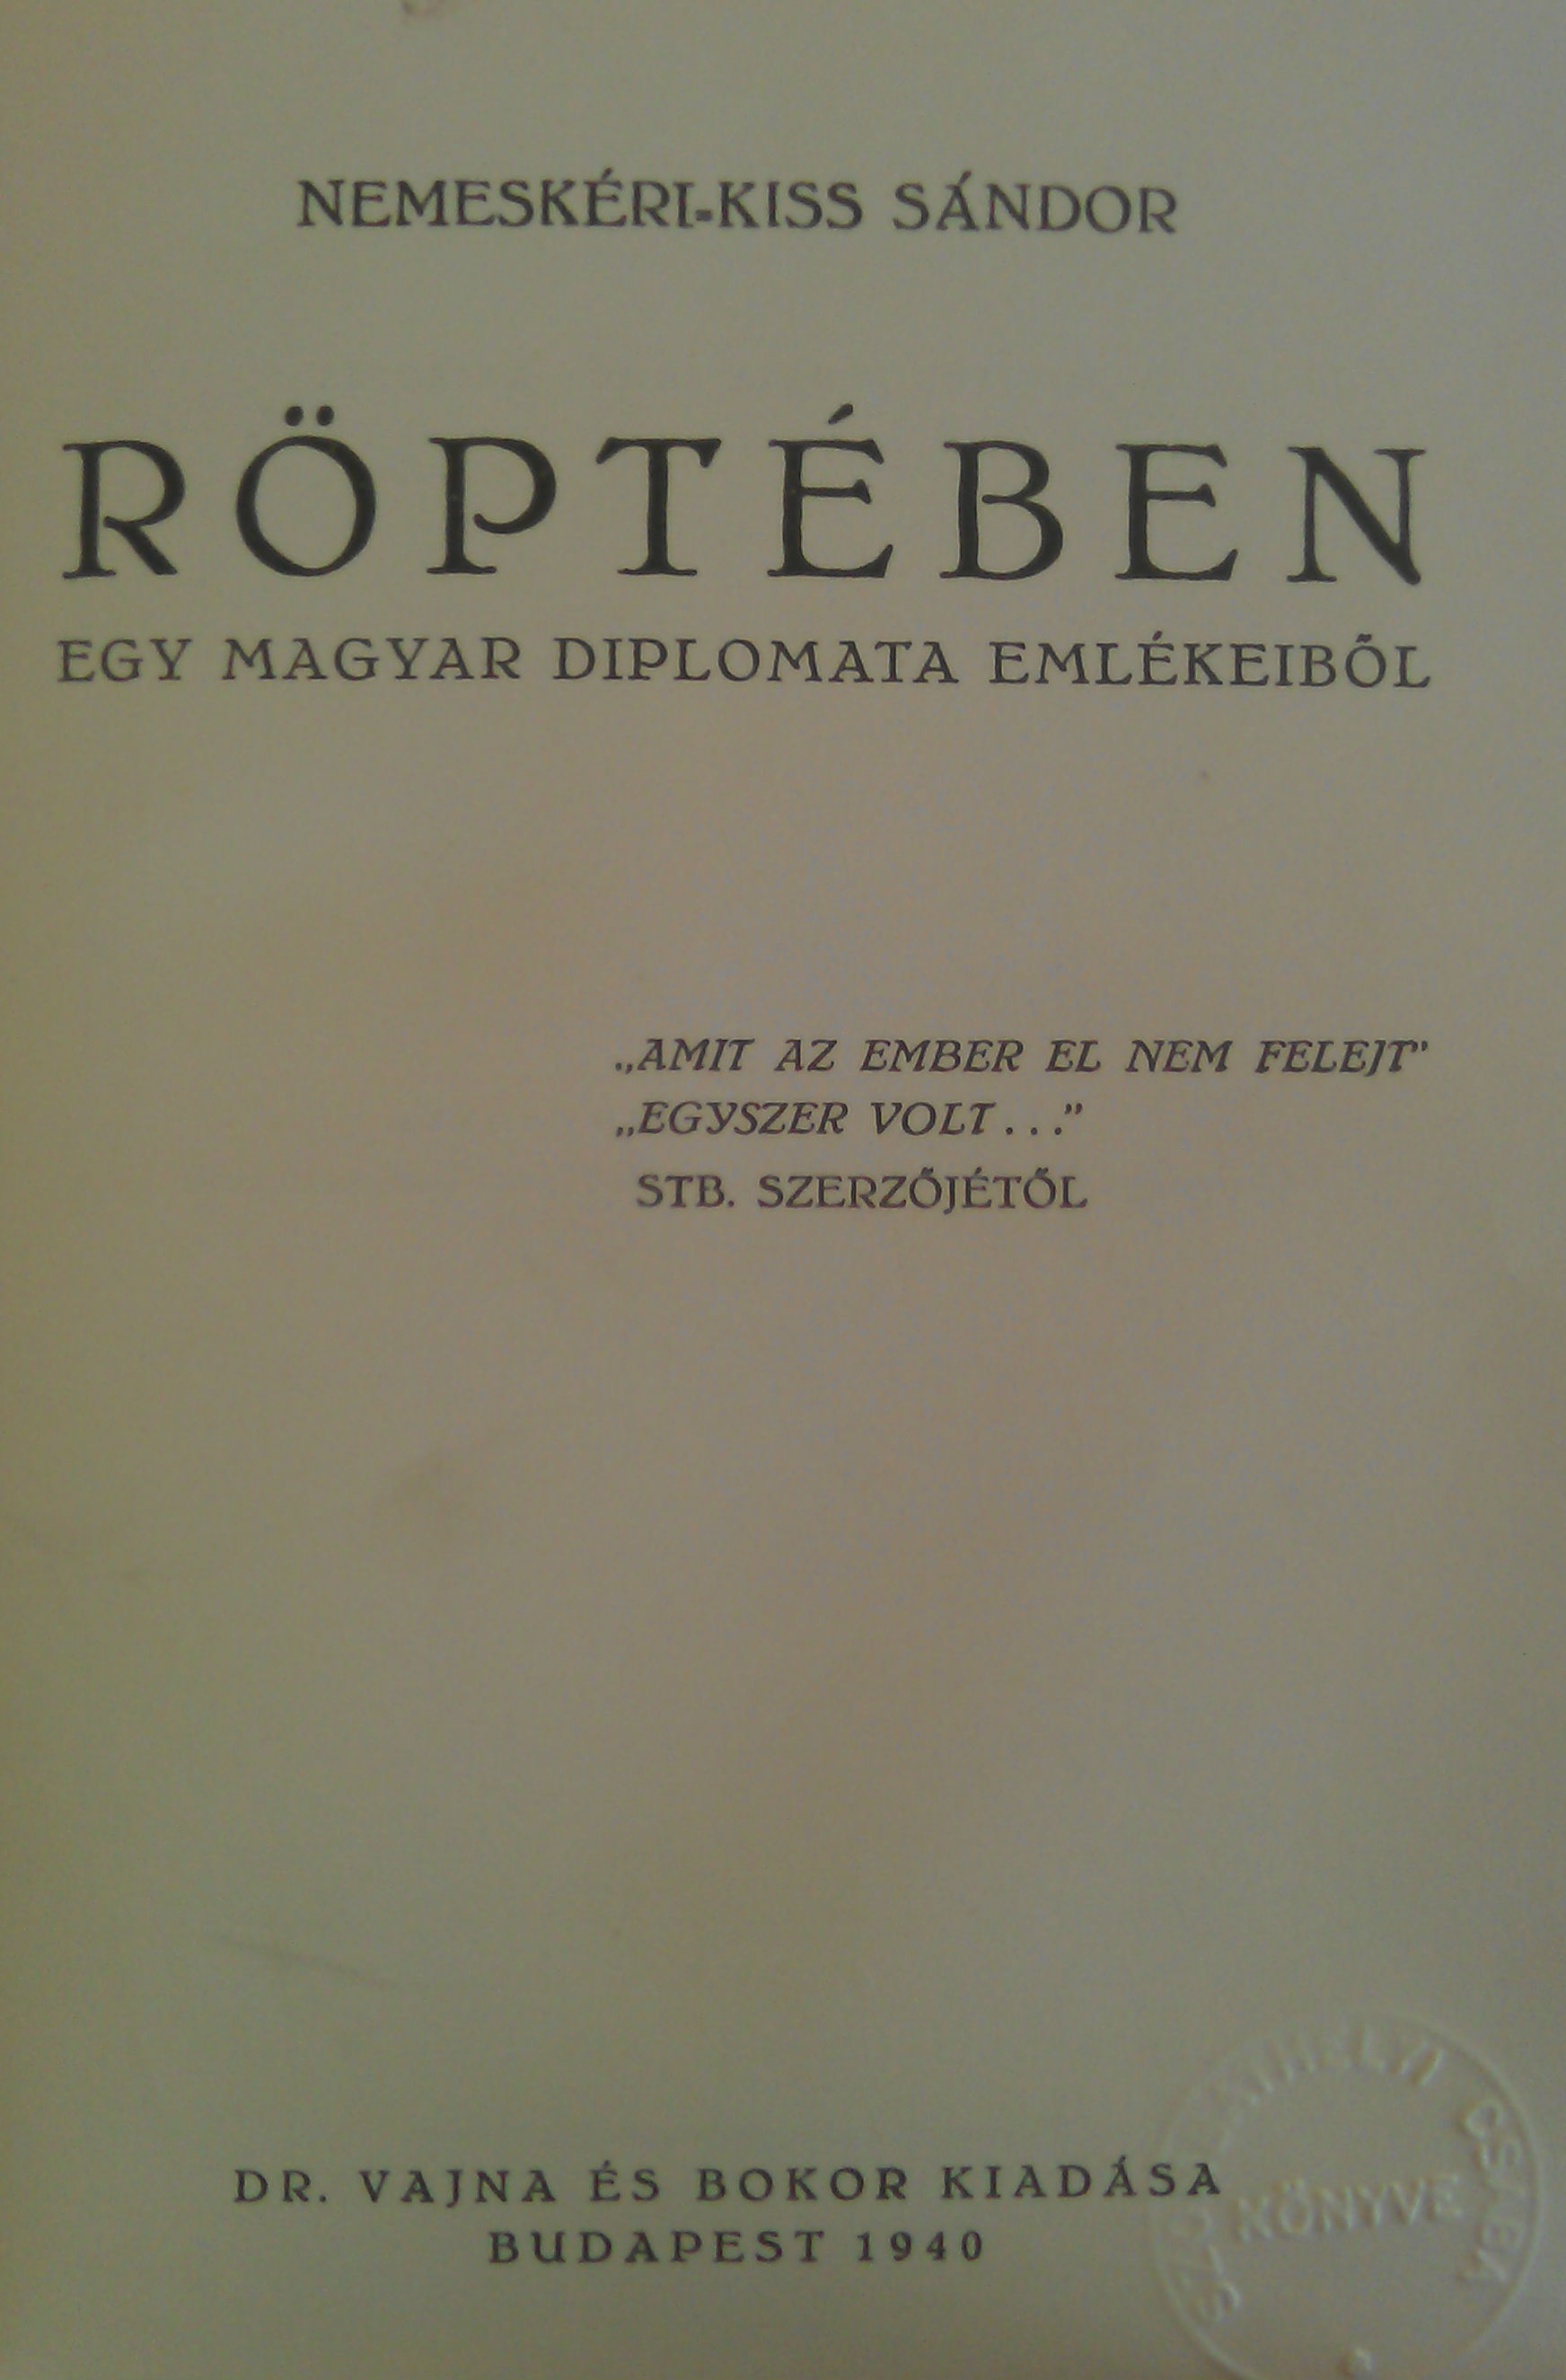 NEMESKÉRI-KISS SÁNDOR
RÖPTÉBEN
EGY MAGYAR DIPLOMATA EMLÉKEIBŐL
„AMIT AZ EMBER EL NEM FELEJT”
„EGYSZER VOLT...”
STB. SZERZŐJÉTŐL
DR. VAJNA ÉS BOKOR KIADÁSA
BUDAPEST 1940
CSABA
KÖNYVE